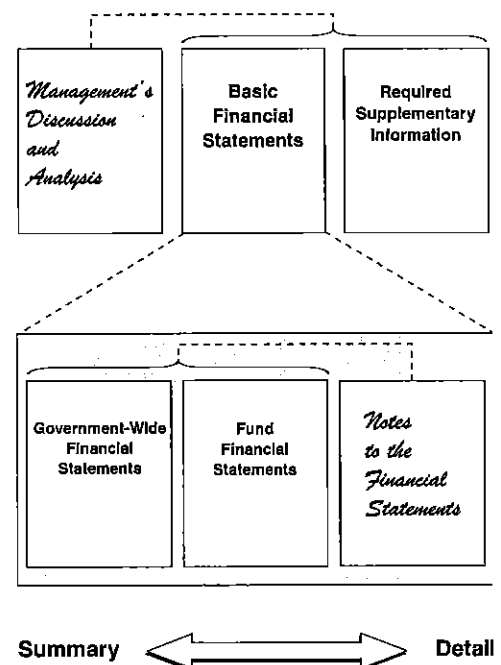 Management's
Discussion
and
Analysis
Basic
Financial
Statements
Required
Supplementary
Information
Government-Wide
Financial
Statements
Fund
Financial
Statements
Notes
to the
Financial
Statements
Summary
Detail